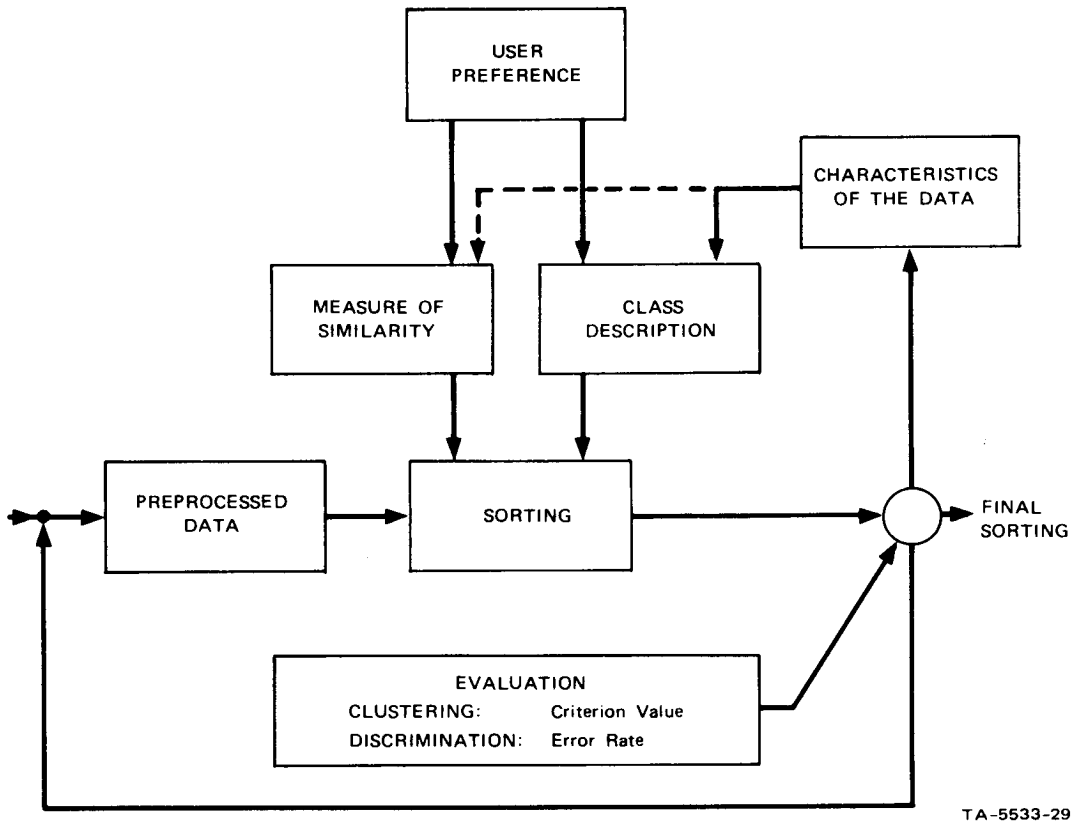 USER
PREFERENCE
CHARACTERISTICS
OF THE DATA
MEASURE OF
SIMILARITY
CLASS
DESCRIPTION
PREPROCESSED
DATA
SORTING
FINAL
SORTING
EVALUATION
CLUSTERING: Criterion Value
DISCRIMINATION: Error Rate
TA-5533-29